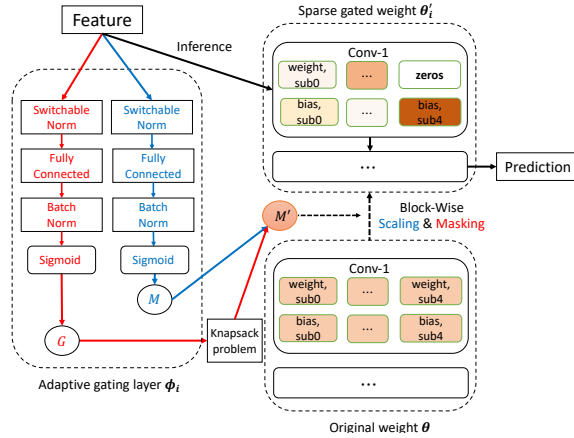 Feature
Sparse gated weight θ′ᵢ
Inference
Conv-1
weight,
sub0
...
zeros
bias,
sub0
...
bias,
sub4
...
Prediction
Switchable
Norm
Switchable
Norm
Fully
Connected
Fully
Connected
Batch
Norm
Batch
Norm
Sigmoid
Sigmoid
M
G
M′
Block-Wise
Scaling & Masking
Knapsack
problem
Conv-1
weight,
sub0
...
weight,
sub4
bias,
sub0
...
bias,
sub4
...
Adaptive gating layer ϕᵢ
Original weight θ